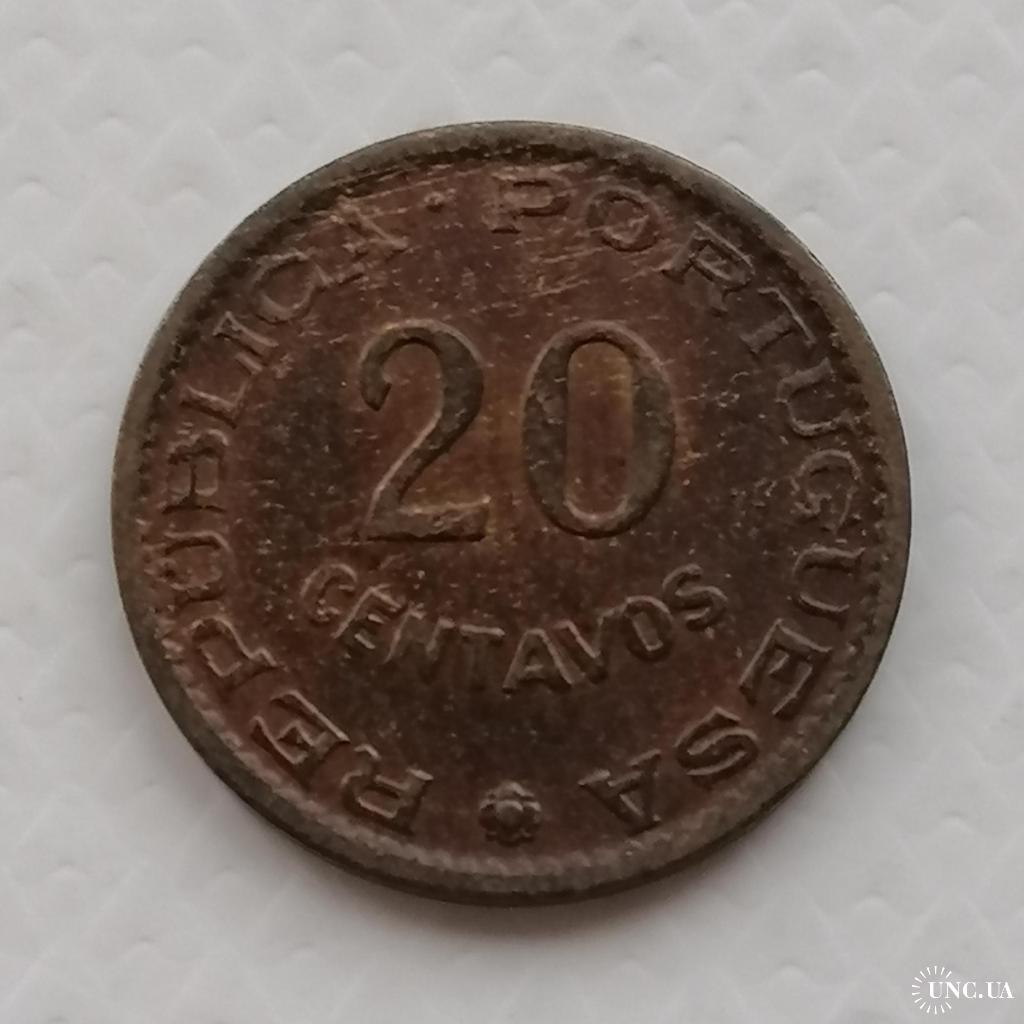 REPUBLICA · PORTUGUESA
20
CENTAVOS
UNC.UA